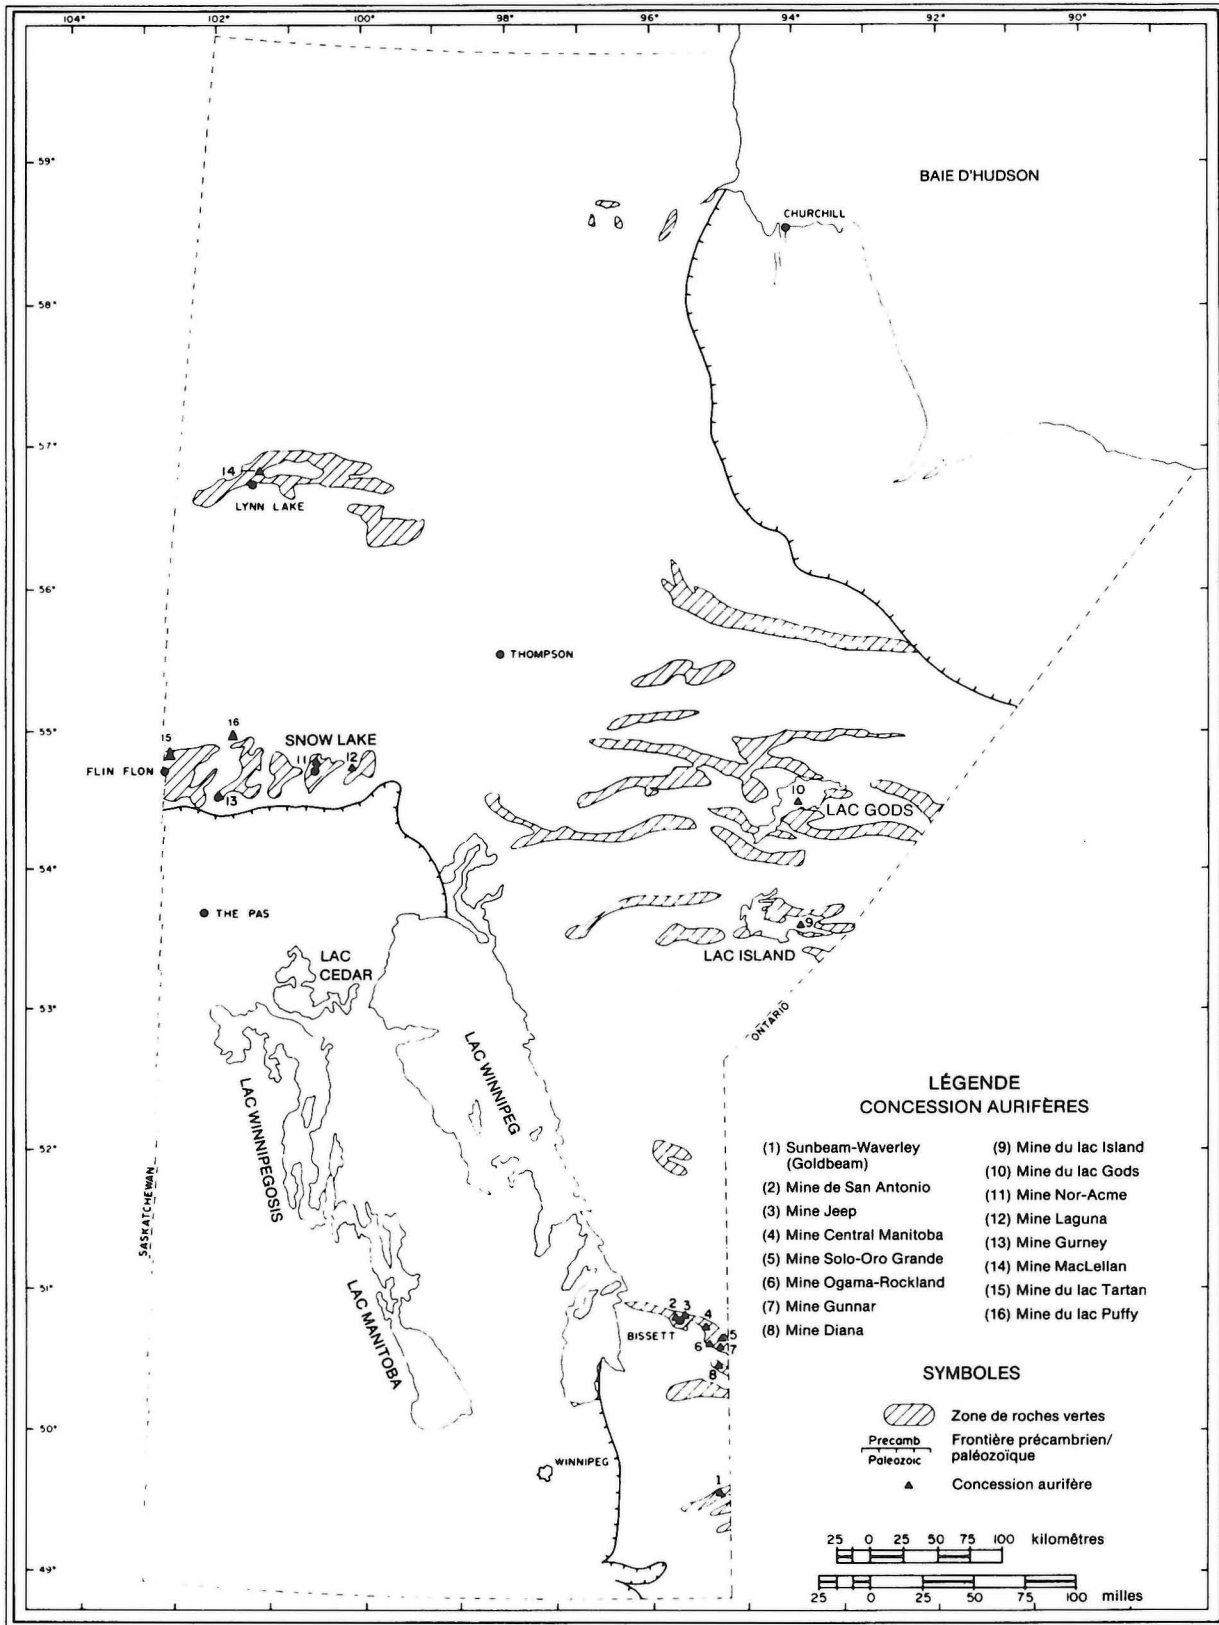 104° 102° 100° 98° 96° 94° 92° 90°
59°
BAIE D'HUDSON
CHURCHILL
58°
57°
14
LYNN LAKE
56°
THOMPSON
55°
16
15
SNOW LAKE
11
12
FLIN FLON
13
10
LAC GODS
54°
THE PAS
9
LAC ISLAND
LAC
CEDAR
53°
ONTARIO
LAC WINNIPEG
LAC WINNIPEGOSIS
52°
SASKATCHEWAN
51°
LAC MANITOBA
2 3 4
BISSETT
5
6
7
8
50°
WINNIPEG
1
49°
LÉGENDE
CONCESSION AURIFÈRES
(1) Sunbeam-Waverley
(Goldbeam)
(2) Mine de San Antonio
(3) Mine Jeep
(4) Mine Central Manitoba
(5) Mine Solo-Oro Grande
(6) Mine Ogama-Rockland
(7) Mine Gunnar
(8) Mine Diana
(9) Mine du lac Island
(10) Mine du lac Gods
(11) Mine Nor-Acme
(12) Mine Laguna
(13) Mine Gurney
(14) Mine MacLellan
(15) Mine du lac Tartan
(16) Mine du lac Puffy
SYMBOLES
Zone de roches vertes
Precamb
Paleozoic
Frontière précambrien/
paléozoïque
Concession aurifère
25 0 25 50 75 100 kilomêtres
25 0 25 50 75 100 milles